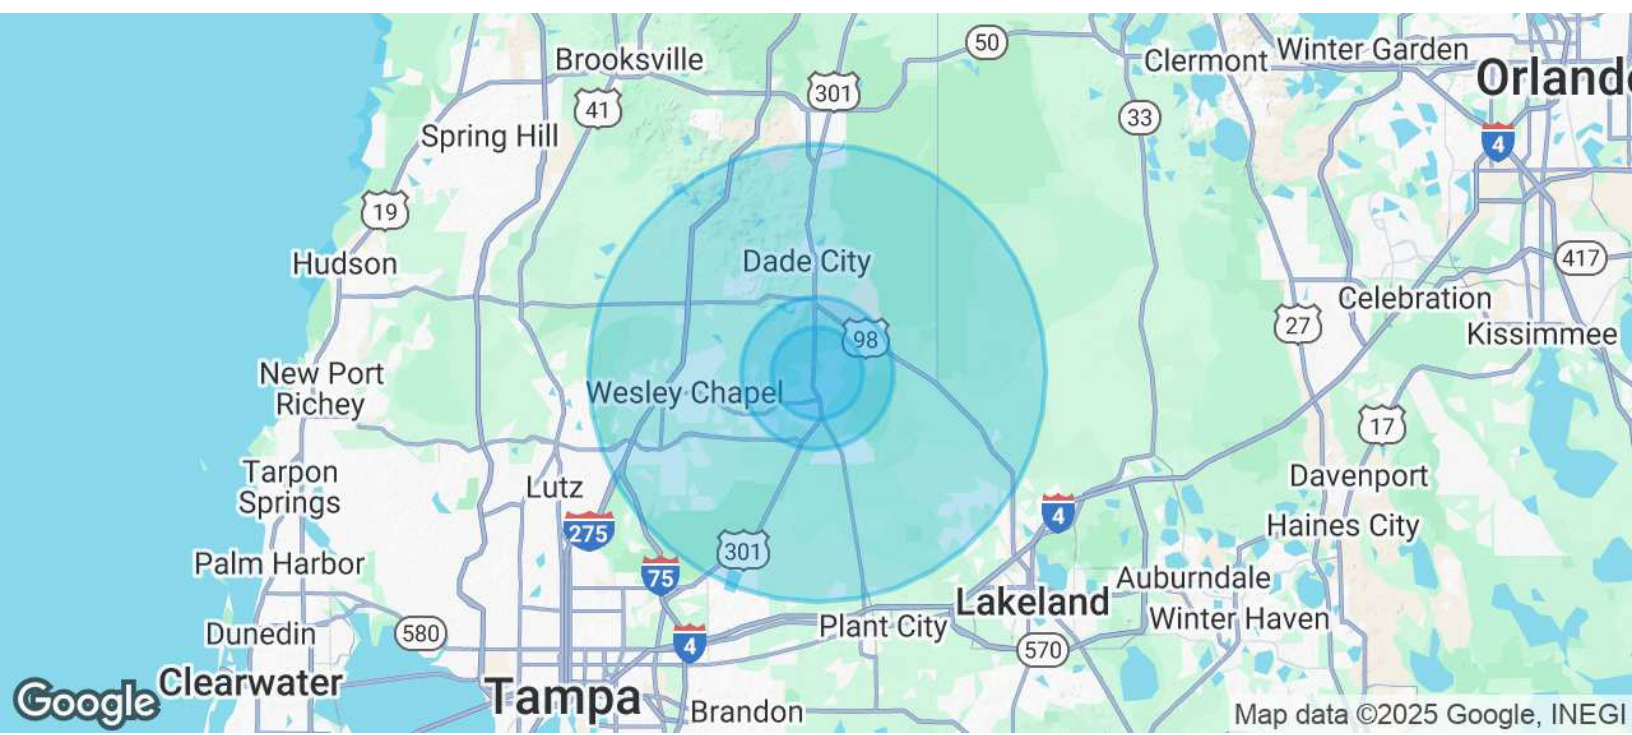 50
Brooksville
Clermont
Winter Garden
Orlando
301
41
33
Spring Hill
4
19
Dade City
Hudson
417
Celebration
27
Kissimmee
98
New Port
Richey
Wesley Chapel
17
Tarpon
Springs
Lutz
Davenport
4
275
Haines City
301
Palm Harbor
75
Auburndale
Lakeland
Winter Haven
Dunedin
580
Plant City
4
570
Clearwater
Google
Tampa
Brandon
Map data ©2025 Google, INEGI